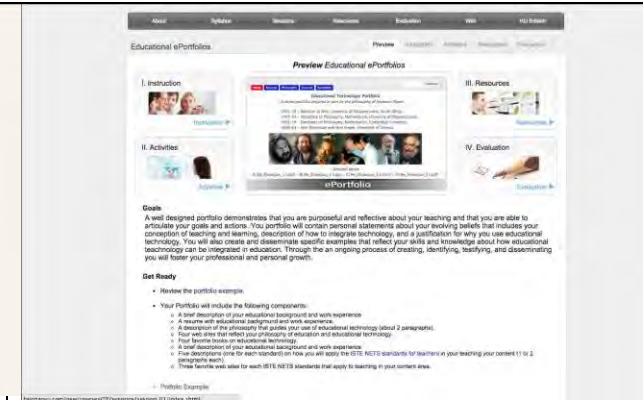 About Syllabus Sessions Resources Evaluation Web
Educational ePortfolios
Preview
Preview Educational ePortfolios
I. Instruction
Instruction
II. Activities
Activities
Educational Technology Portfolio
ePortfolio
III. Resources
Resources
IV. Evaluation
Evaluation
Goals
A well designed portfolio demonstrates that you are purposeful and reflective about your teaching and that you are able to
articulate your goals and actions. You portfolio will contain personal statements about your evolving beliefs that includes your
conception of teaching and learning, description of how to integrate technology, and a justification for why you use educational
technology. You will also create and disseminate specific examples that reflect your skills and knowledge about how educational
teachnology can be integrated in education. Through the an ongoing process of creating, identifying, testifying, and disseminating
you will foster your professional and personal growth.
Get Ready
• Review the portfolio example.
• Your Portfolio will include the following components:
o A brief description of your educational background and work experience
o A resume with educational background and work experience.
o A description of the philosophy that guides your use of educational technology (about 2 paragraphs).
o Four web sites that reflect your philosophy of education and educational technology.
o Four favorite books on educational technology.
o A brief description of your educational background and work experience
o Five descriptions (one for each standard) on how you will apply the ISTE NETS standards for teachers in your teaching your content (1 to 2
paragraphs each)
o Three favorite web sites for each ISTE NETS standards that apply to teaching in your content area.
• Portfolio Example